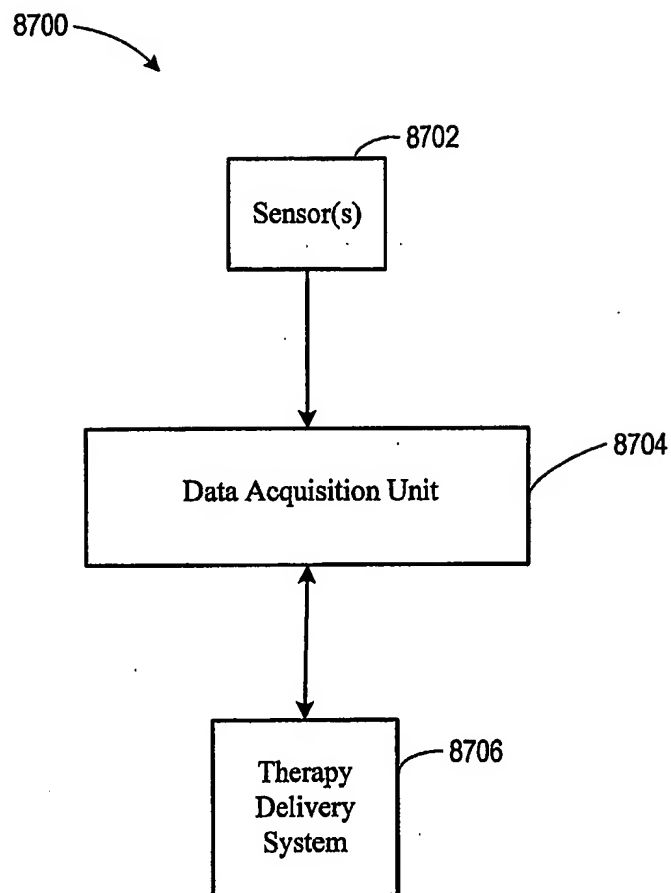 8700
8702
Sensor(s)
8704
Data Acquisition Unit
8706
Therapy
Delivery
System